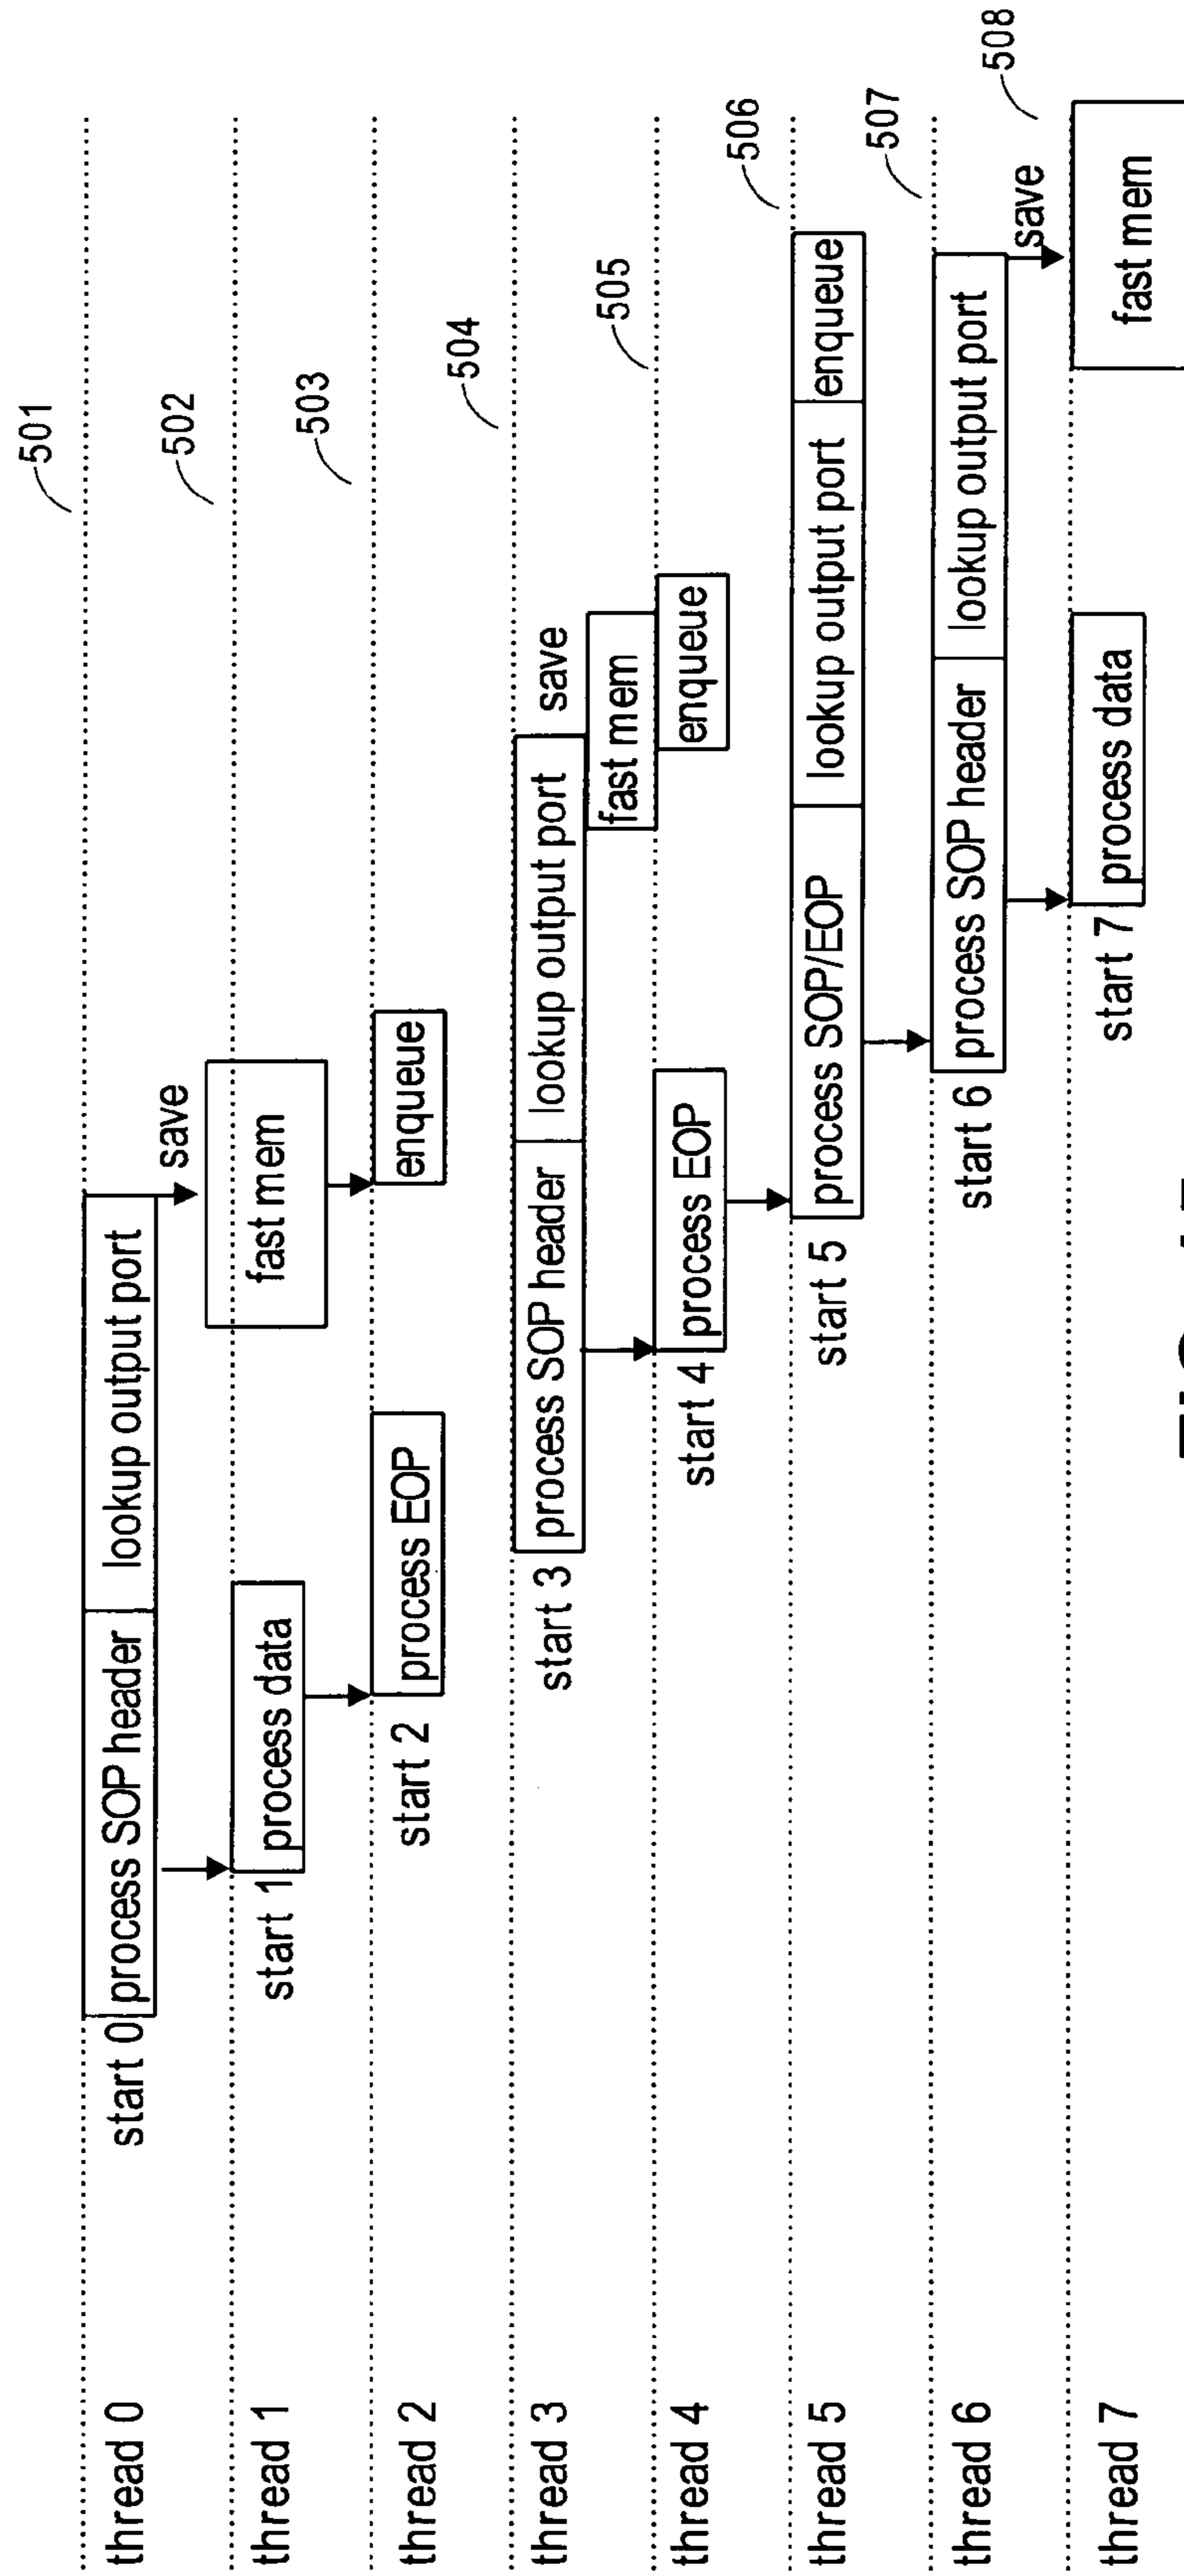 501
thread 0
start 0
process SOP header
lookup output port
save
502
thread 1
start 1
process data
fast mem
503
thread 2
start 2
process EOP
enqueue
504
thread 3
start 3
process SOP header
lookup output port
save
fast mem
505
thread 4
start 4
process EOP
enqueue
506
thread 5
start 5
process SOP/EOP
lookup output port
enqueue
507
thread 6
start 6
process SOP header
lookup output port
save
508
thread 7
start 7
process data
fast mem